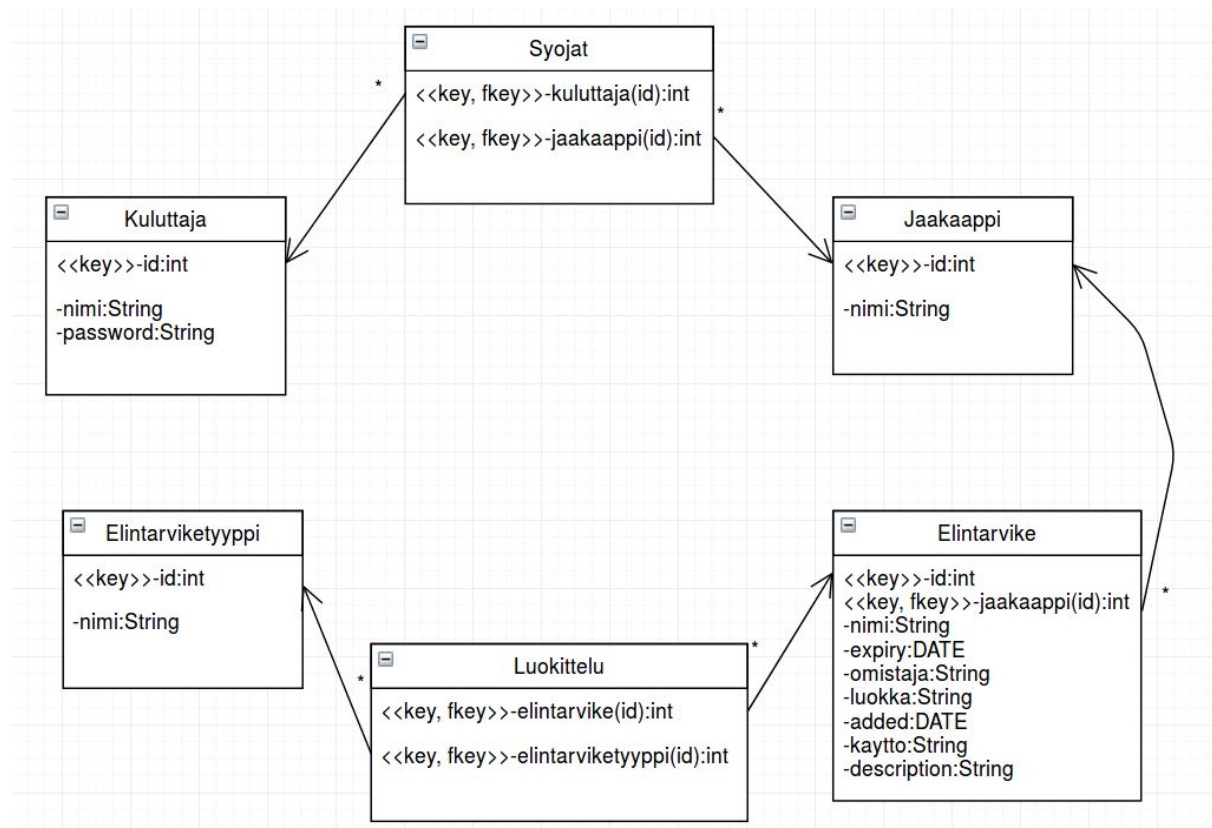 Syojat
<<key, fkey>>-kuluttaja(id):int
<<key, fkey>>-jaakaappi(id):int
*
*
Kuluttaja
<<key>>-id:int
-nimi:String
-password:String
Jaakaappi
<<key>>-id:int
-nimi:String
Elintarviketyyppi
<<key>>-id:int
-nimi:String
Elintarvike
<<key>>-id:int
<<key, fkey>>-jaakaappi(id):int
-nimi:String
-expiry:DATE
-omistaja:String
-luokka:String
-added:DATE
-kaytto:String
-description:String
*
Luokittelu
<<key, fkey>>-elintarvike(id):int
<<key, fkey>>-elintarviketyyppi(id):int
*
*